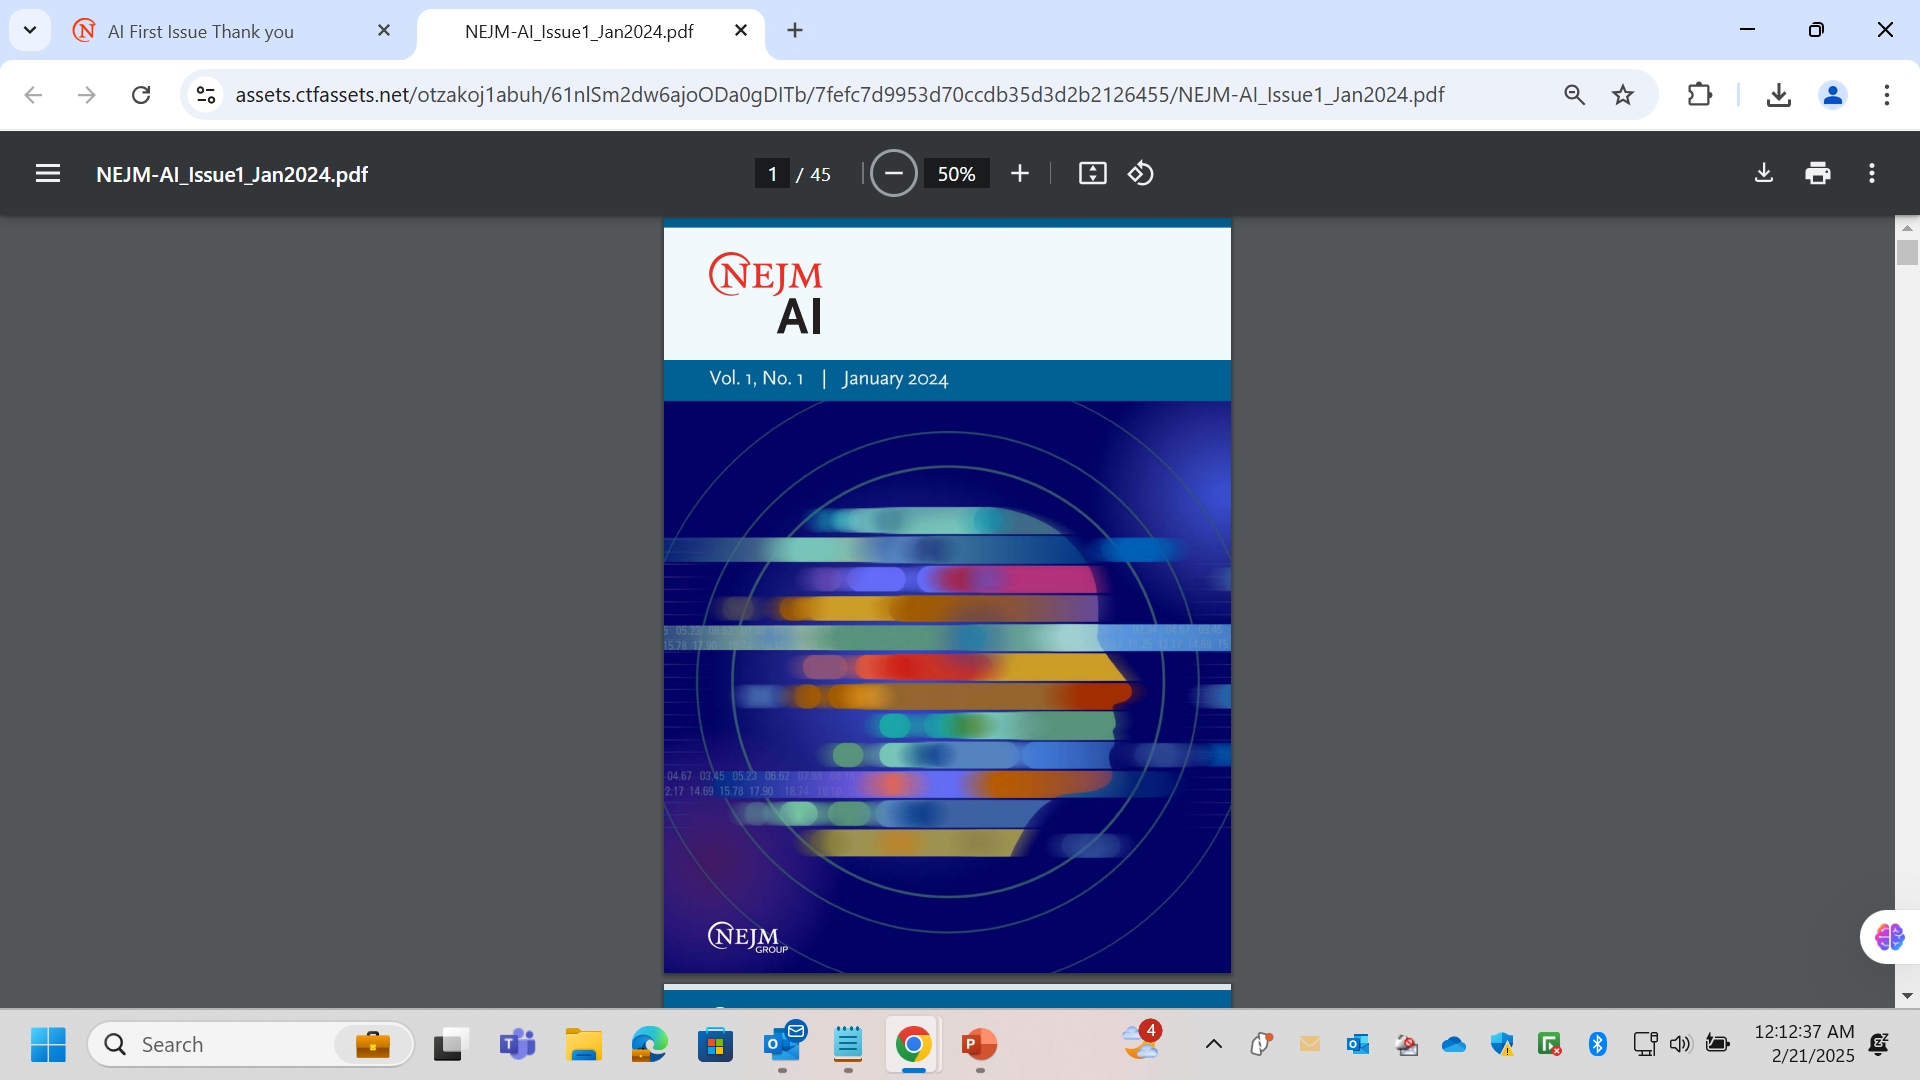 AI First Issue Thank you
NEJM-AI_Issue1_Jan2024.pdf
assets.ctfassets.net/otzakoj1abuh/61nlSm2dw6ajoODa0gDITb/7fefc7d9953d70ccdb35d3d2b2126455/NEJM-AI_Issue1_Jan2024.pdf
NEJM-AI_Issue1_Jan2024.pdf
1 / 45
50%
NEJM
AI
Vol. 1, No. 1 | January 2024
04.67 03.45 05.23 06.62
2.17 14.69 15.78 17.90 18.74
NEJM
GROUP
Search
4
12:12:37 AM
2/21/2025